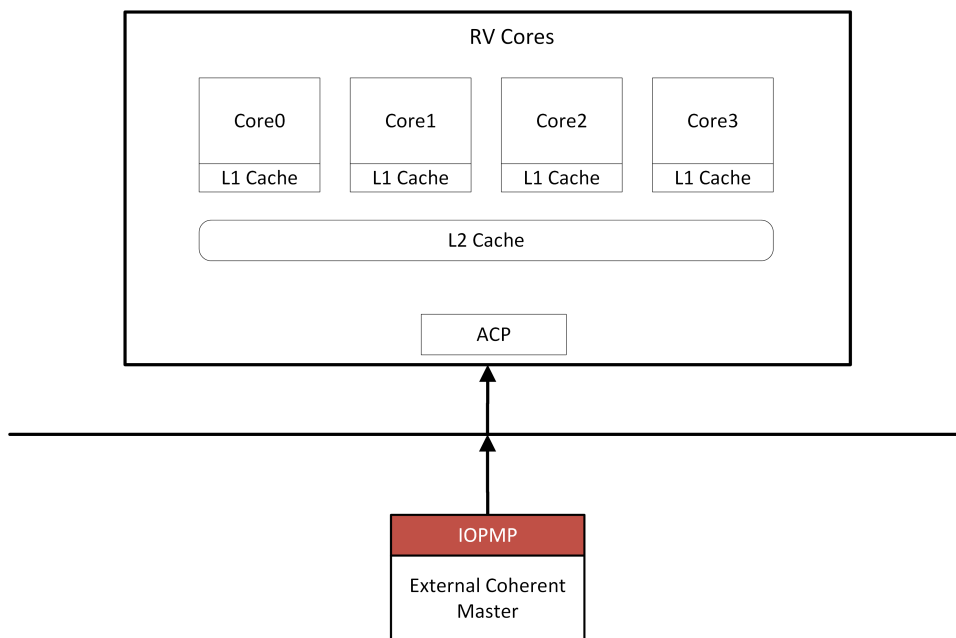 RV Cores
Core0
Core1
Core2
Core3
L1 Cache
L1 Cache
L1 Cache
L1 Cache
L2 Cache
ACP
IOPMP
External Coherent
Master